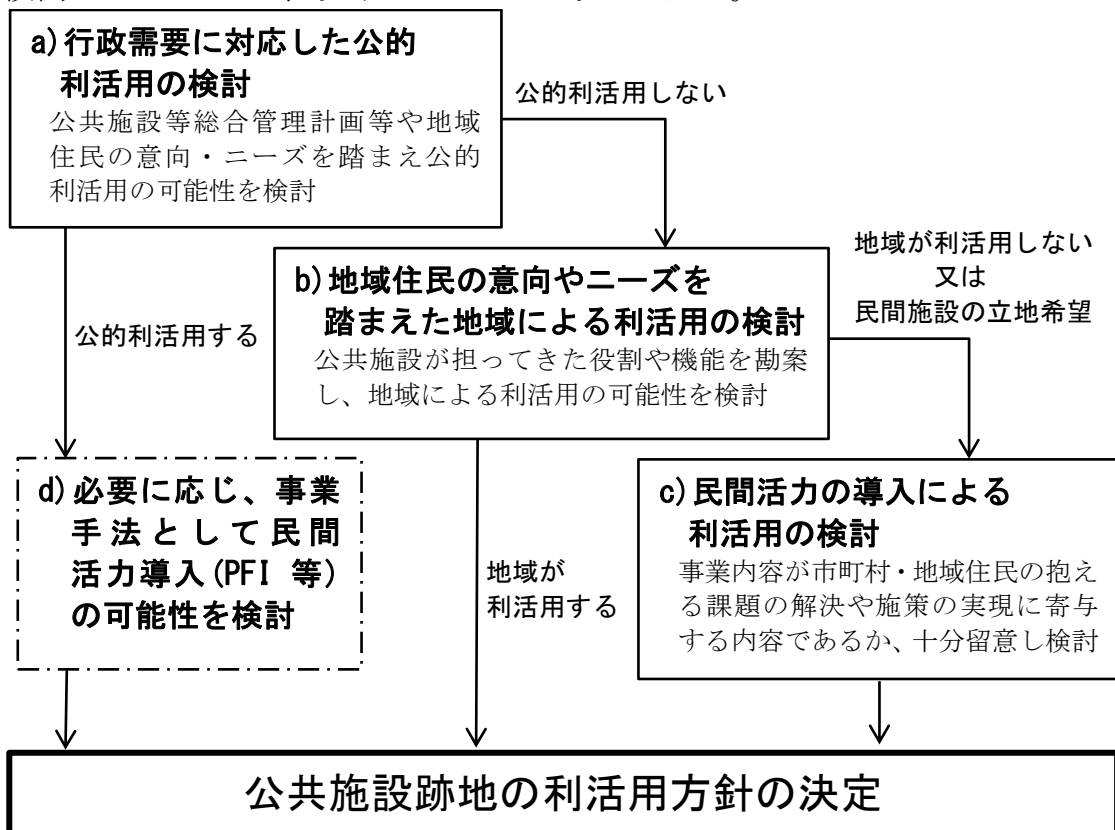 a)行政需要に対応した公的
利活用の検討
公共施設等総合管理計画等や地域
住民の意向・ニーズを踏まえ公的
利活用の可能性を検討
公的利活用しない
公的利活用する
b)地域住民の意向やニーズを
踏まえた地域による利活用の検討
公共施設が担ってきた役割や機能を勘案
し、地域による利活用の可能性を検討
地域が利活用しない
又は
民間施設の立地希望
d)必要に応じ、事業
手法として民間
活力導入(PFI 等)
の可能性を検討
地域が
利活用する
c)民間活力の導入による
利活用の検討
事業内容が市町村・地域住民の抱え
る課題の解決や施策の実現に寄与
する内容であるか、十分留意し検討
公共施設跡地の利活用方針の決定